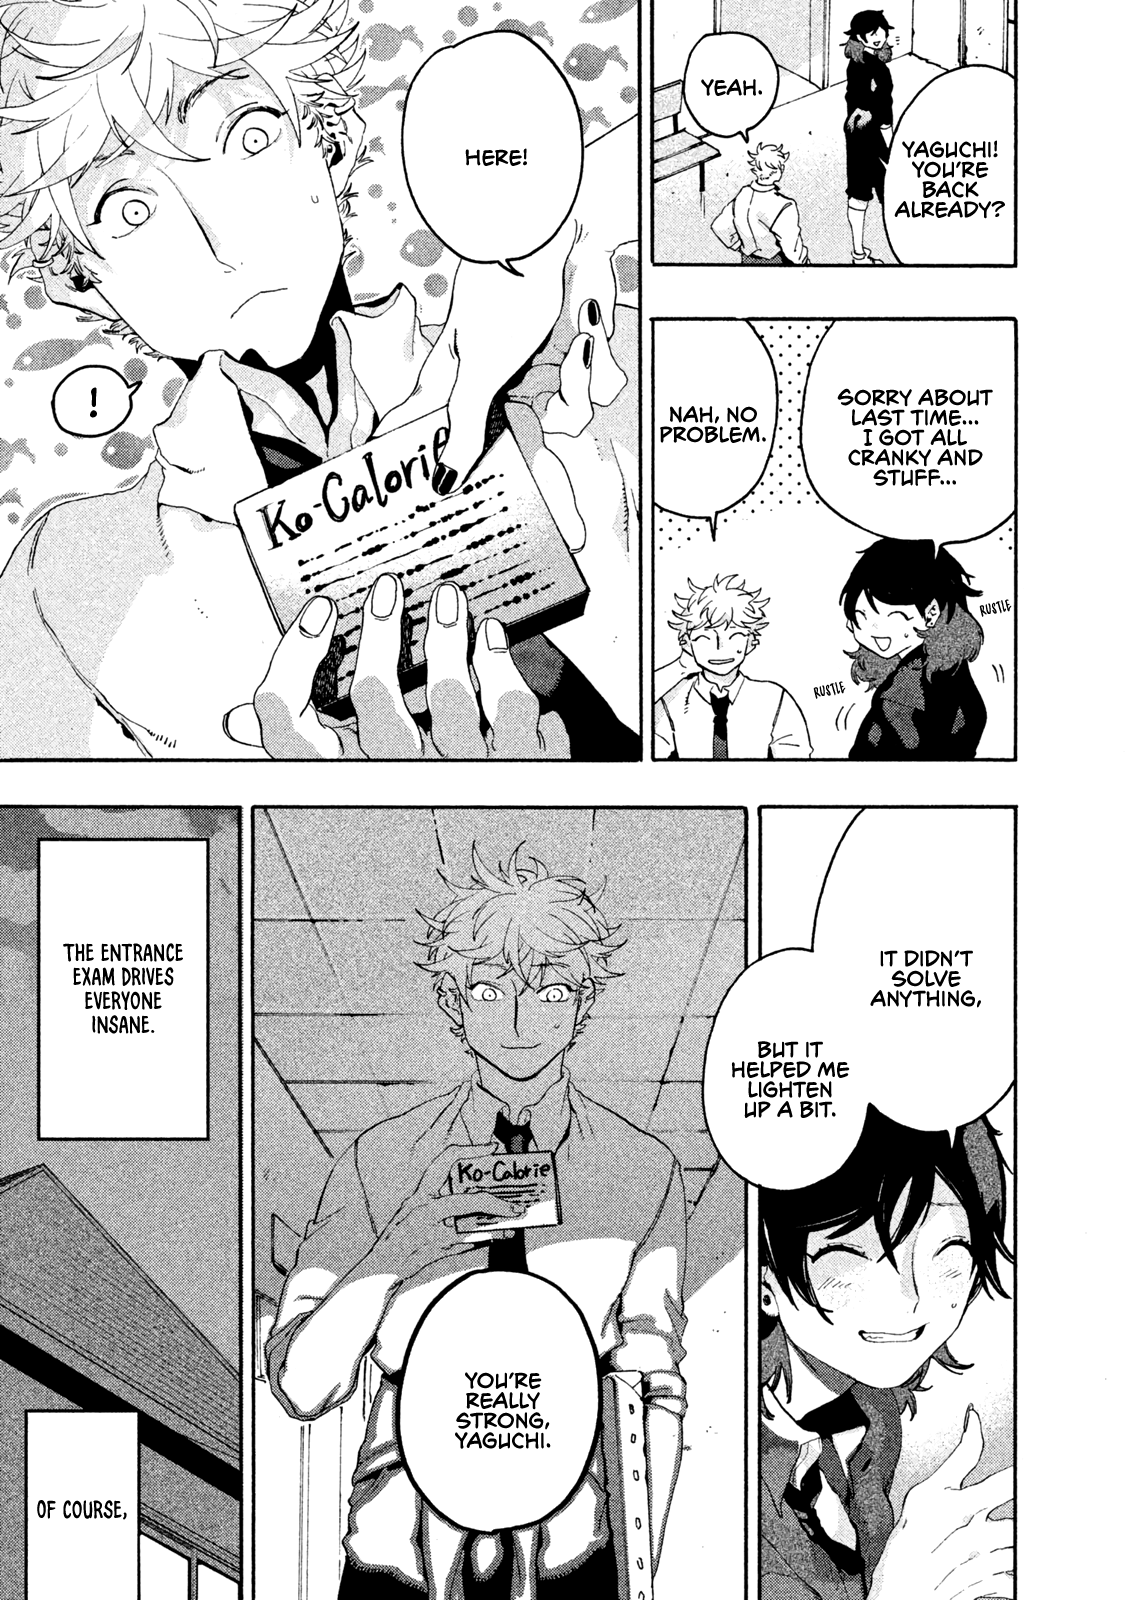 YAGUCHI!
YOU'RE
BACK
ALREADY?
YEAH.
SORRY ABOUT
LAST TIME...
I GOT ALL
CRANKY AND
STUFF...
NAH, NO
PROBLEM.
RUSTLE
RUSTLE
HERE!
!
Ko-Calorie
IT DIDN'T
SOLVE
ANYTHING,
BUT IT
HELPED ME
LIGHTEN
UP A BIT.
Ko-Calorie
YOU'RE
REALLY
STRONG,
YAGUCHI.
THE ENTRANCE
EXAM DRIVES
EVERYONE
INSANE.
OF COURSE,